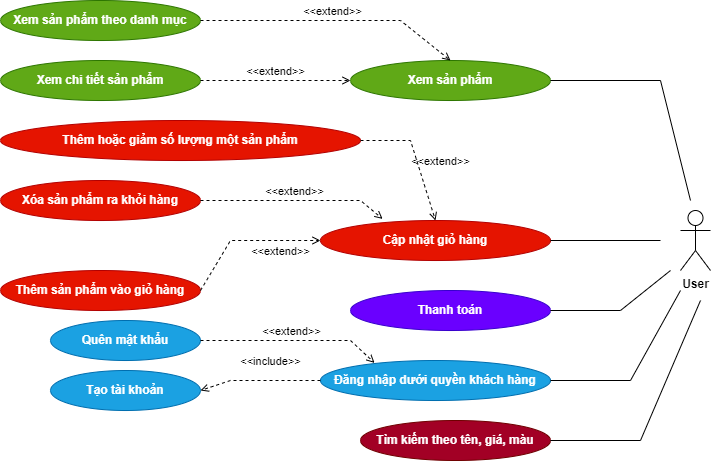 Xem sản phẩm theo danh mục
<<extend>>
Xem chi tiết sản phẩm
<<extend>>
Xem sản phẩm
Thêm hoặc giảm số lượng một sản phẩm
<<extend>>
Xóa sản phẩm ra khỏi hàng
<<extend>>
Cập nhật giỏ hàng
<<extend>>
User
Thêm sản phẩm vào giỏ hàng
Thanh toán
Quên mật khẩu
<<extend>>
<<include>>
Tạo tài khoản
Đăng nhập dưới quyền khách hàng
Tìm kiếm theo tên, giá, màu